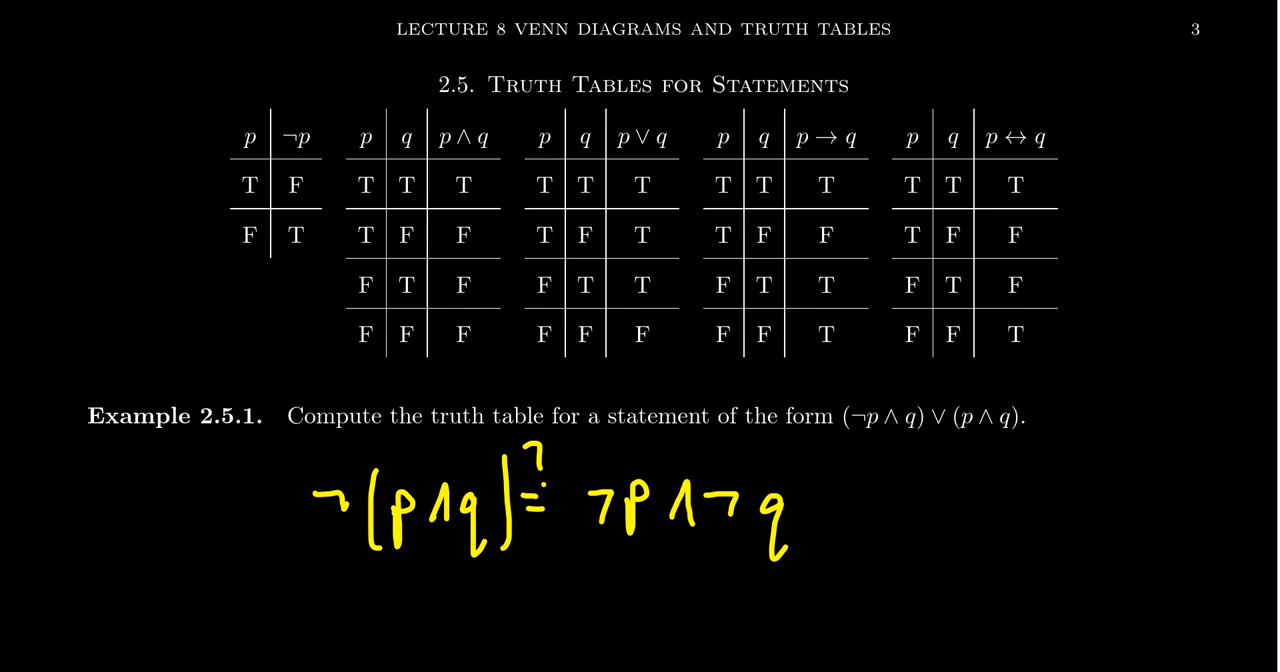 LECTURE 8 VENN DIAGRAMS AND TRUTH TABLES 3
2.5. TRUTH TABLES FOR STATEMENTS
p ¬p p q p ∧ q p q p ∨ q p q p → q p q p ↔ q
T F T T T T T T T T T T T T
F T T F F T F T T F F T F F
F T F F T T F T T F T F
F F F F F F F F T F F T
Example 2.5.1. Compute the truth table for a statement of the form (¬p ∧ q) ∨ (p ∧ q).
¬(p ∧ q) ≟ ¬p ∧ ¬q